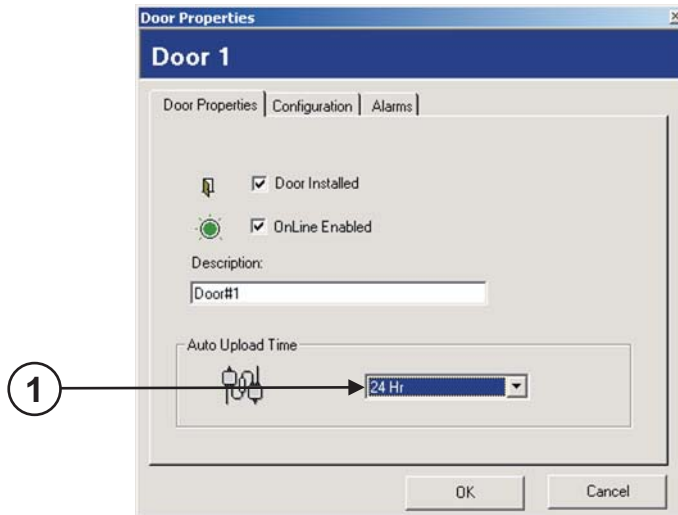 Door Properties
Door 1
Door Properties Configuration Alarms
Door Installed
OnLine Enabled
Description:
Door#1
Auto Upload Time
1
24 Hr
OK Cancel